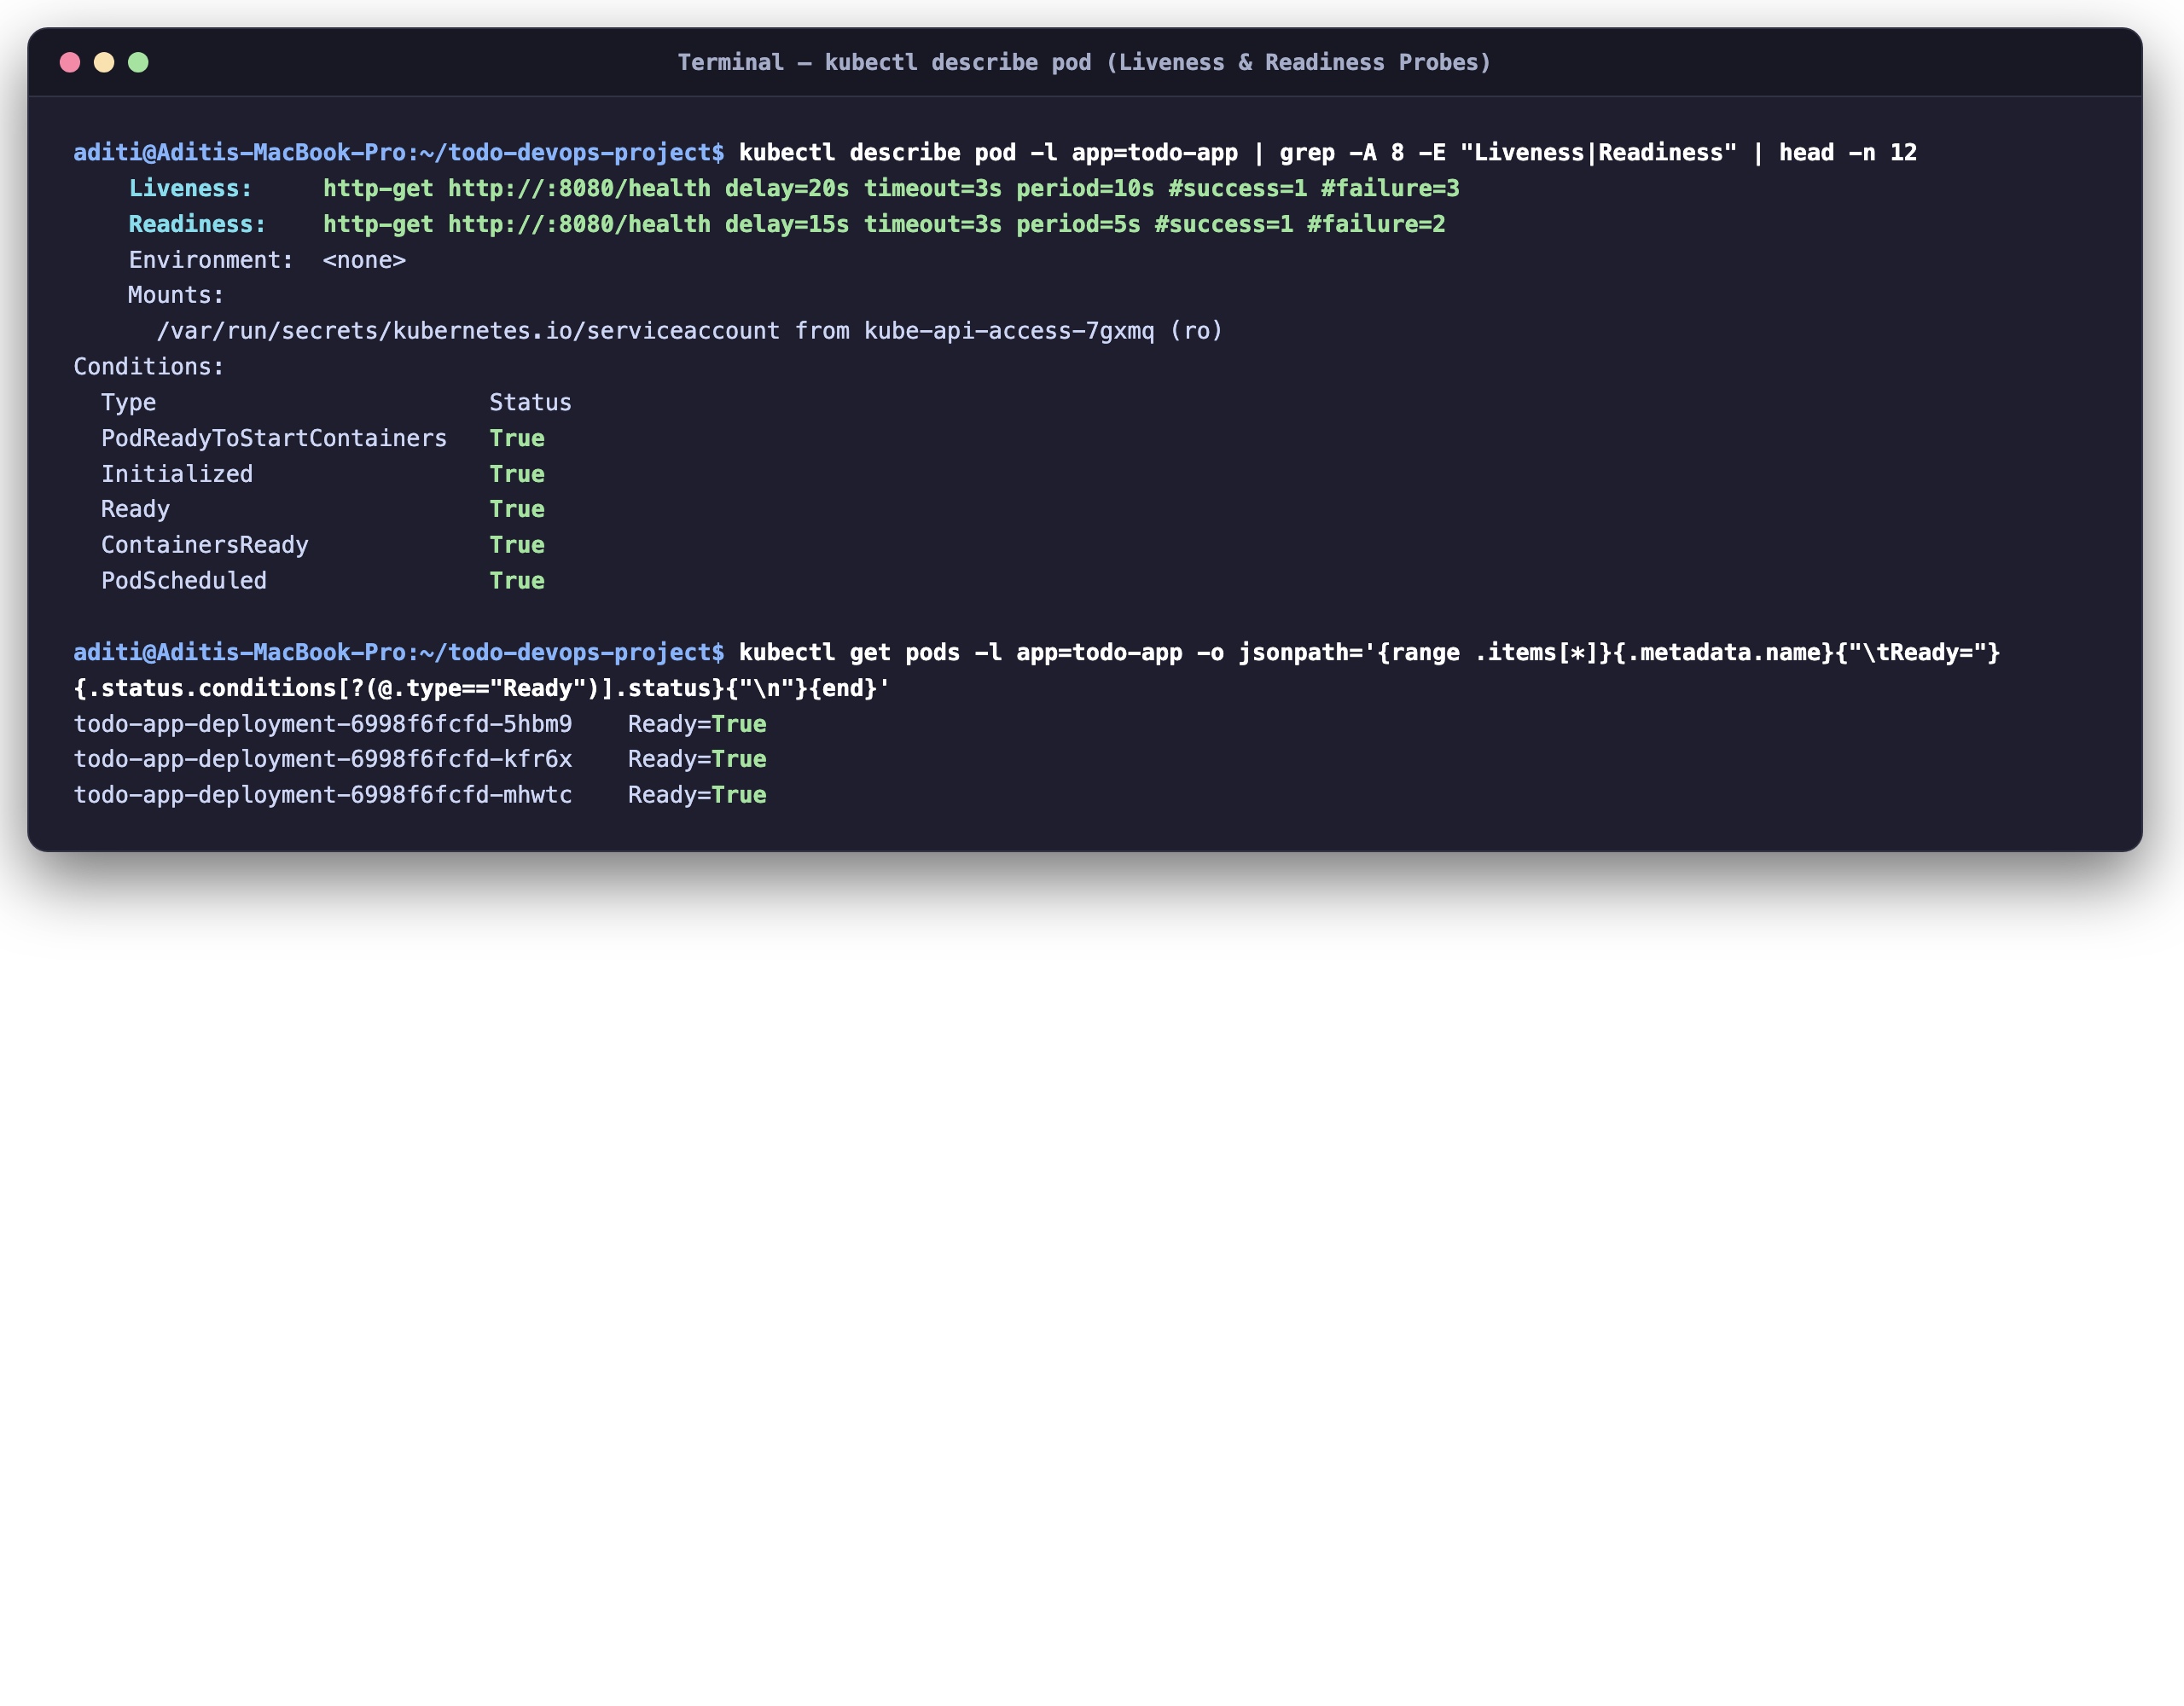 Terminal — kubectl describe pod (Liveness & Readiness Probes)
aditi@Aditis-MacBook-Pro:~/todo-devops-project$ kubectl describe pod -l app=todo-app | grep -A 8 -E "Liveness|Readiness" | head -n 12
    Liveness:     http-get http://:8080/health delay=20s timeout=3s period=10s #success=1 #failure=3
    Readiness:    http-get http://:8080/health delay=15s timeout=3s period=5s #success=1 #failure=2
    Environment:  <none>
    Mounts:
      /var/run/secrets/kubernetes.io/serviceaccount from kube-api-access-7gxmq (ro)
Conditions:
  Type                        Status
  PodReadyToStartContainers   True
  Initialized                 True
  Ready                       True
  ContainersReady             True
  PodScheduled                True
aditi@Aditis-MacBook-Pro:~/todo-devops-project$ kubectl get pods -l app=todo-app -o jsonpath='{range .items[*]}{.metadata.name}{"\tReady="}
{.status.conditions[?(@.type=="Ready")].status}{"\n"}{end}'
todo-app-deployment-6998f6fcfd-5hbm9    Ready=True
todo-app-deployment-6998f6fcfd-kfr6x    Ready=True
todo-app-deployment-6998f6fcfd-mhwtc    Ready=True